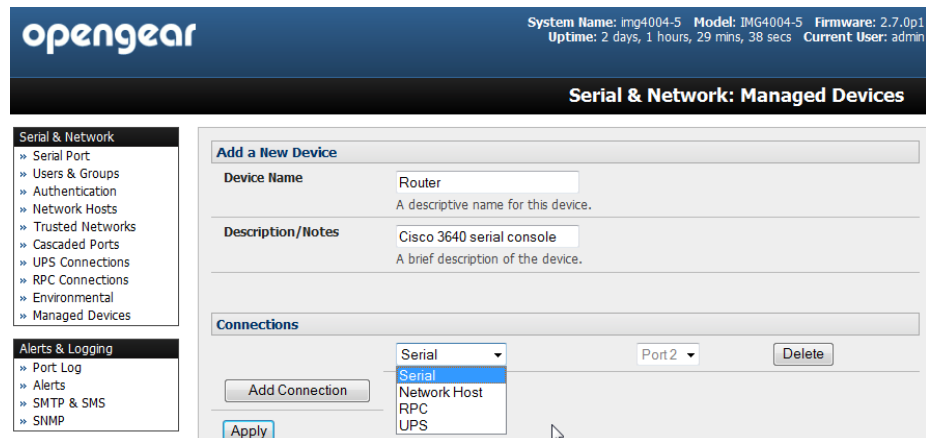 opengear
System Name: img4004-5 Model: IMG4004-5 Firmware: 2.7.0p1
Uptime: 2 days, 1 hours, 29 mins, 38 secs Current User: admin
Serial & Network: Managed Devices
Serial & Network
» Serial Port
» Users & Groups
» Authentication
» Network Hosts
» Trusted Networks
» Cascaded Ports
» UPS Connections
» RPC Connections
» Environmental
» Managed Devices
Alerts & Logging
» Port Log
» Alerts
» SMTP & SMS
» SNMP
Add a New Device
Device Name
Router
A descriptive name for this device.
Description/Notes
Cisco 3640 serial console
A brief description of the device.
Connections
Serial
Port 2
Delete
Serial
Network Host
RPC
UPS
Add Connection
Apply